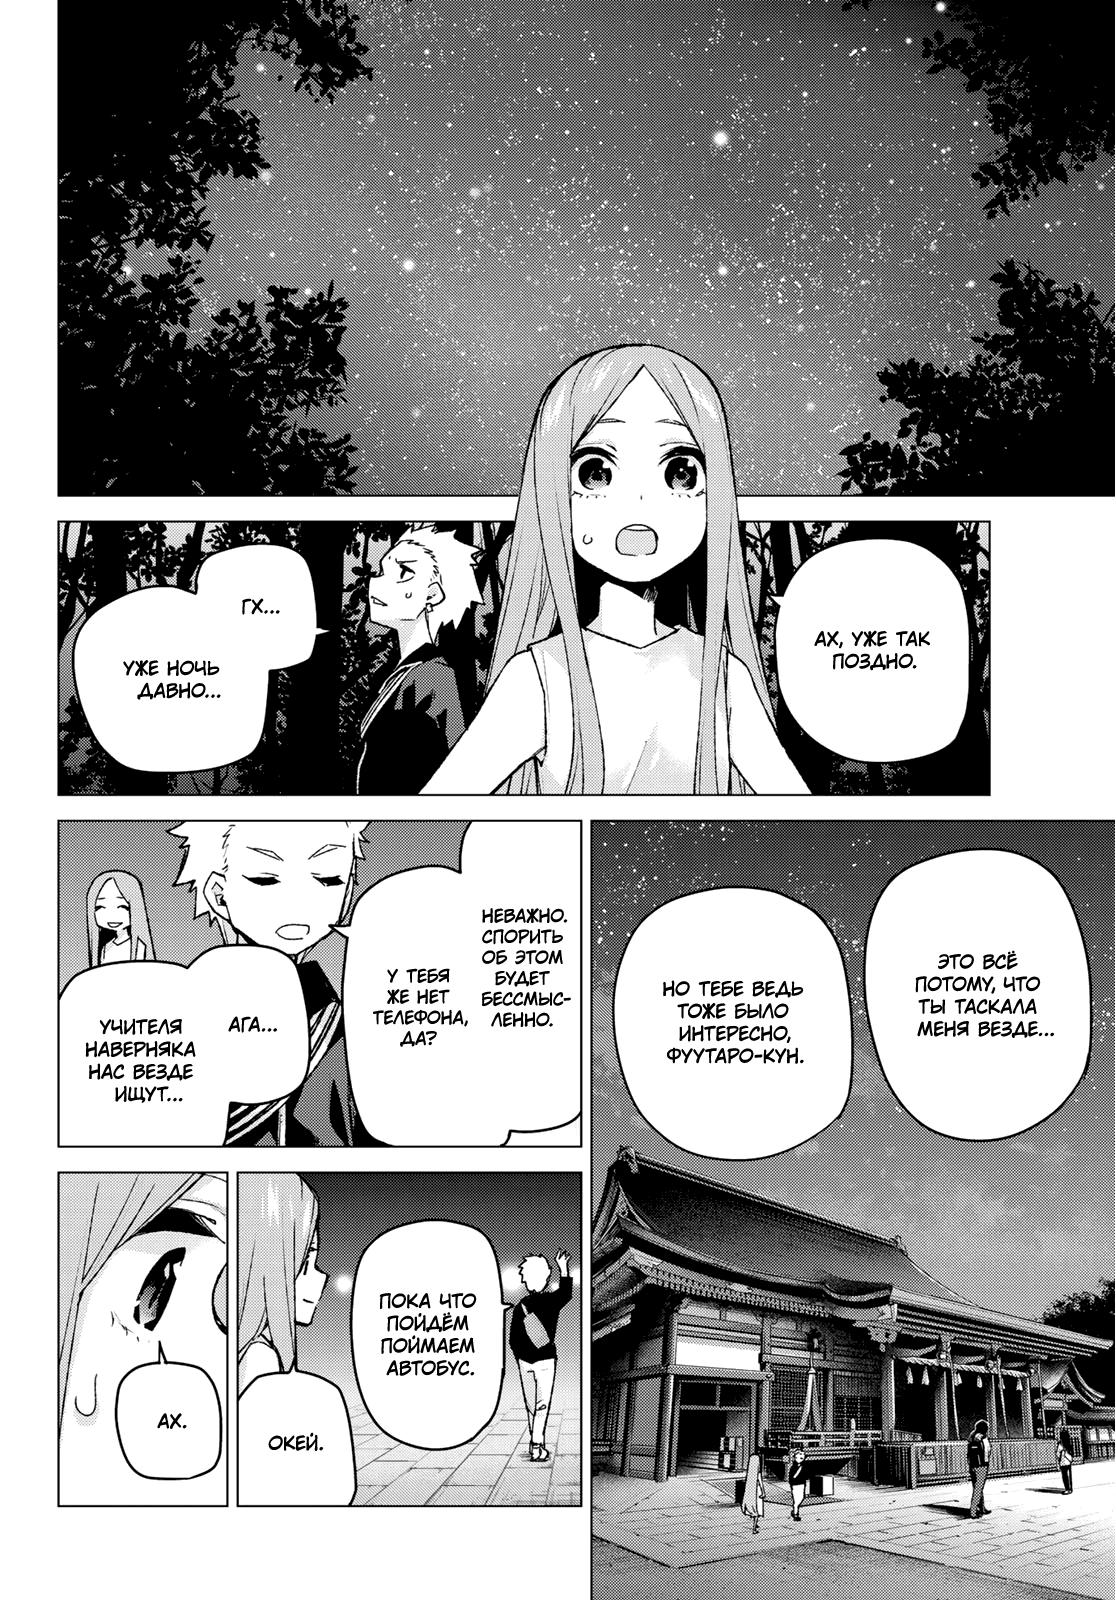 АХ, УЖЕ ТАК
ПОЗДНО.
ГХ...
УЖЕ НОЧЬ
ДАВНО...
ЭТО ВСЁ
ПОТОМУ, ЧТО
ТЫ ТАСКАЛА
МЕНЯ ВЕЗДЕ...
НО ТЕБЕ ВЕДЬ
ТОЖЕ БЫЛО
ИНТЕРЕСНО,
ФУУТАРО-КУН.
НЕВАЖНО.
СПОРИТЬ
ОБ ЭТОМ
БУДЕТ
БЕССМЫС-
ЛЕННО.
У ТЕБЯ
ЖЕ НЕТ
ТЕЛЕФОНА,
ДА?
АГА...
УЧИТЕЛЯ
НАВЕРНЯКА
НАС ВЕЗДЕ
ИЩУТ...
ПОКА ЧТО
ПОЙДЁМ
ПОЙМАЕМ
АВТОБУС.
ОКЕЙ.
АХ.